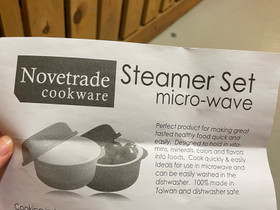 Novetrade
cookware
Steamer Set
micro-wave
Perfect product for making great
tasted healthy food quick and
easily. Designed to hold in vita-
mins, minerals, colors and flavors
into foods. Cook quickly & easily.
Ideals for use in microwave and
can be easily washed in the
dishwasher. 100% made in
Taiwan and dishwasher safe.